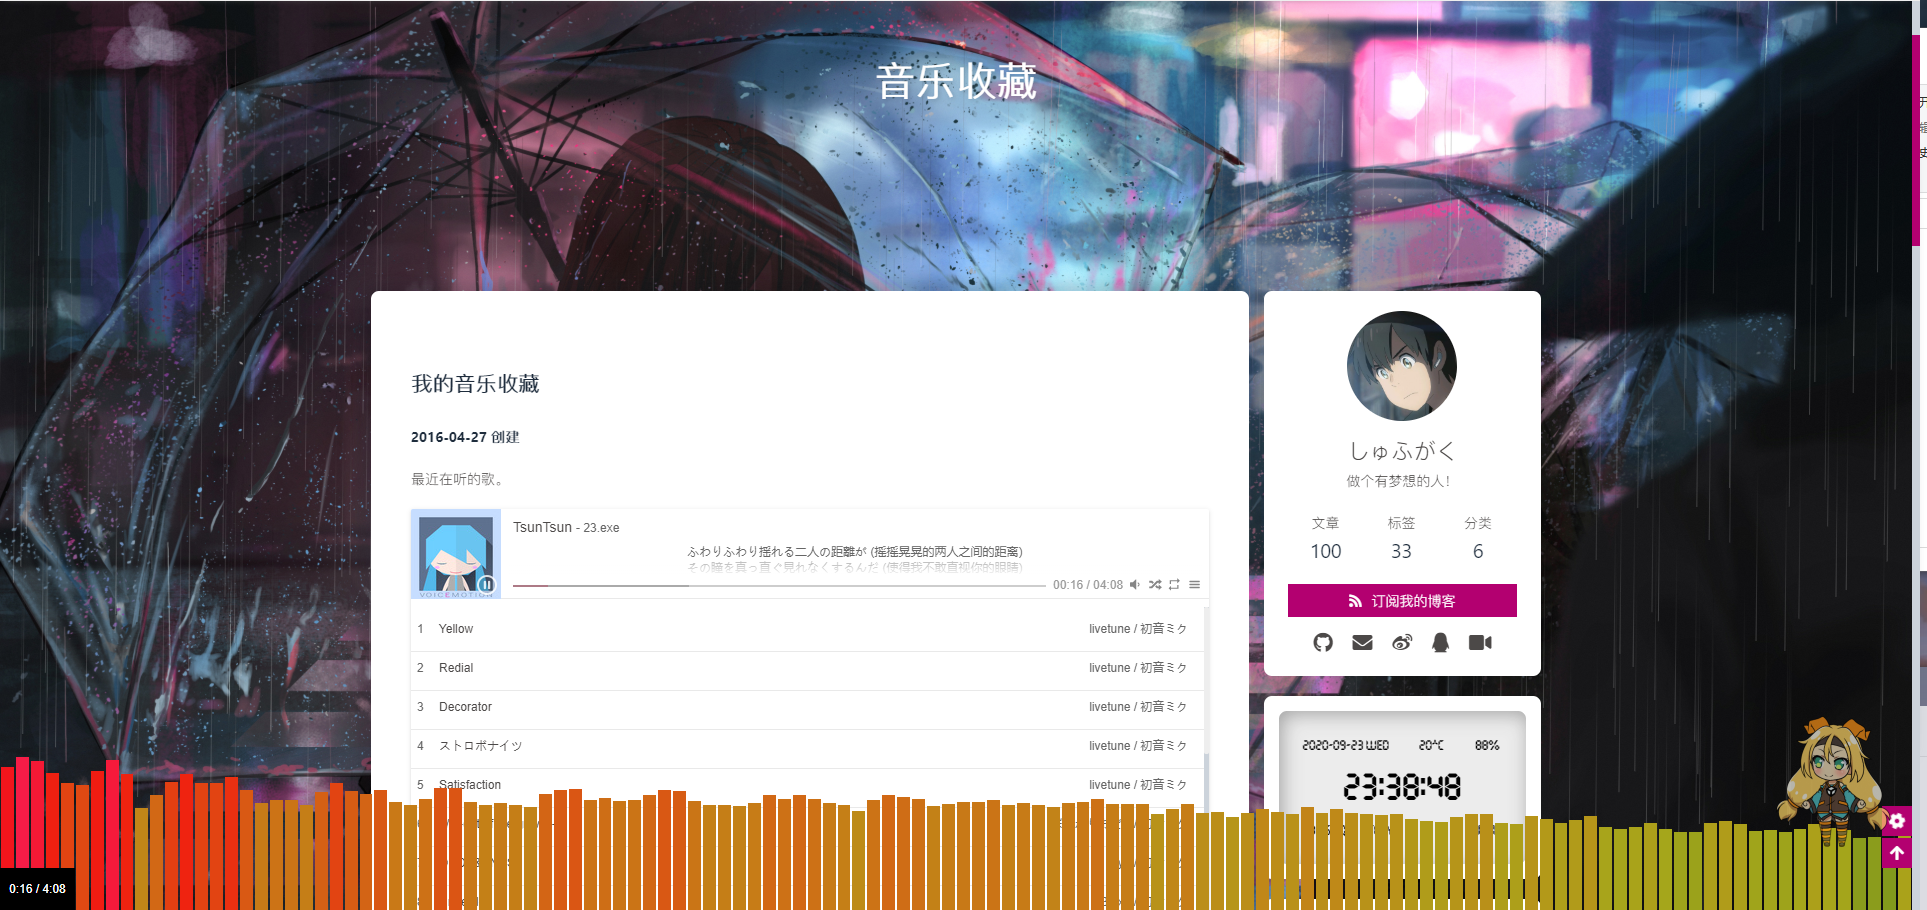 音乐收藏
我的音乐收藏
2016-04-27 创建
最近在听的歌。
TsunTsun - 23.exe
ふわりふわり揺れる二人の距離が (摇摇晃晃的两人之间的距离)
その瞳を真っ直ぐ見れなくするんだ (使得我不敢直视你的眼睛)
VOICEMOTION
00:16 / 04:08
1 Yellow livetune / 初音ミク
2 Redial livetune / 初音ミク
3 Decorator livetune / 初音ミク
4 ストロボナイツ livetune / 初音ミク
5 Satisfaction livetune / 初音ミク
しゅふがく
做个有梦想的人！
文章 标签 分类
100 33 6
订阅我的博客
2020-09-23 WED 20°C 88%
23:38:48
0:16 / 4:08